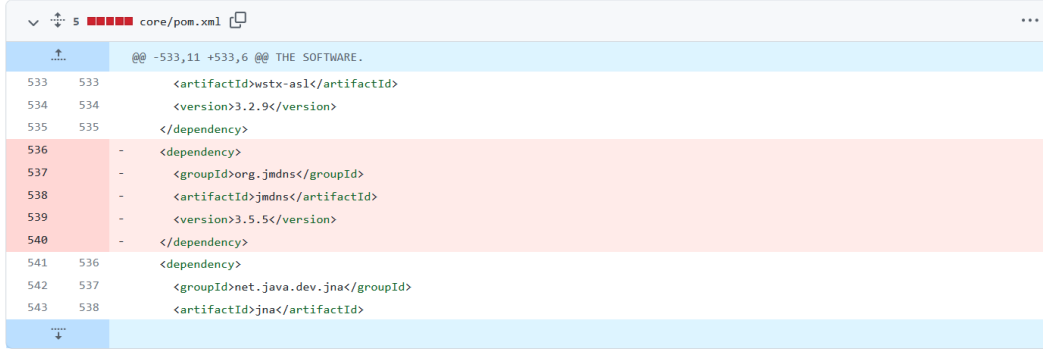 5 core/pom.xml
@@ -533,11 +533,6 @@ THE SOFTWARE.
533 533 <artifactId>wstx-asl</artifactId>
534 534 <version>3.2.9</version>
535 535 </dependency>
536 - <dependency>
537 - <groupId>org.jmdns</groupId>
538 - <artifactId>jmdns</artifactId>
539 - <version>3.5.5</version>
540 - </dependency>
541 536 <dependency>
542 537 <groupId>net.java.dev.jna</groupId>
543 538 <artifactId>jna</artifactId>